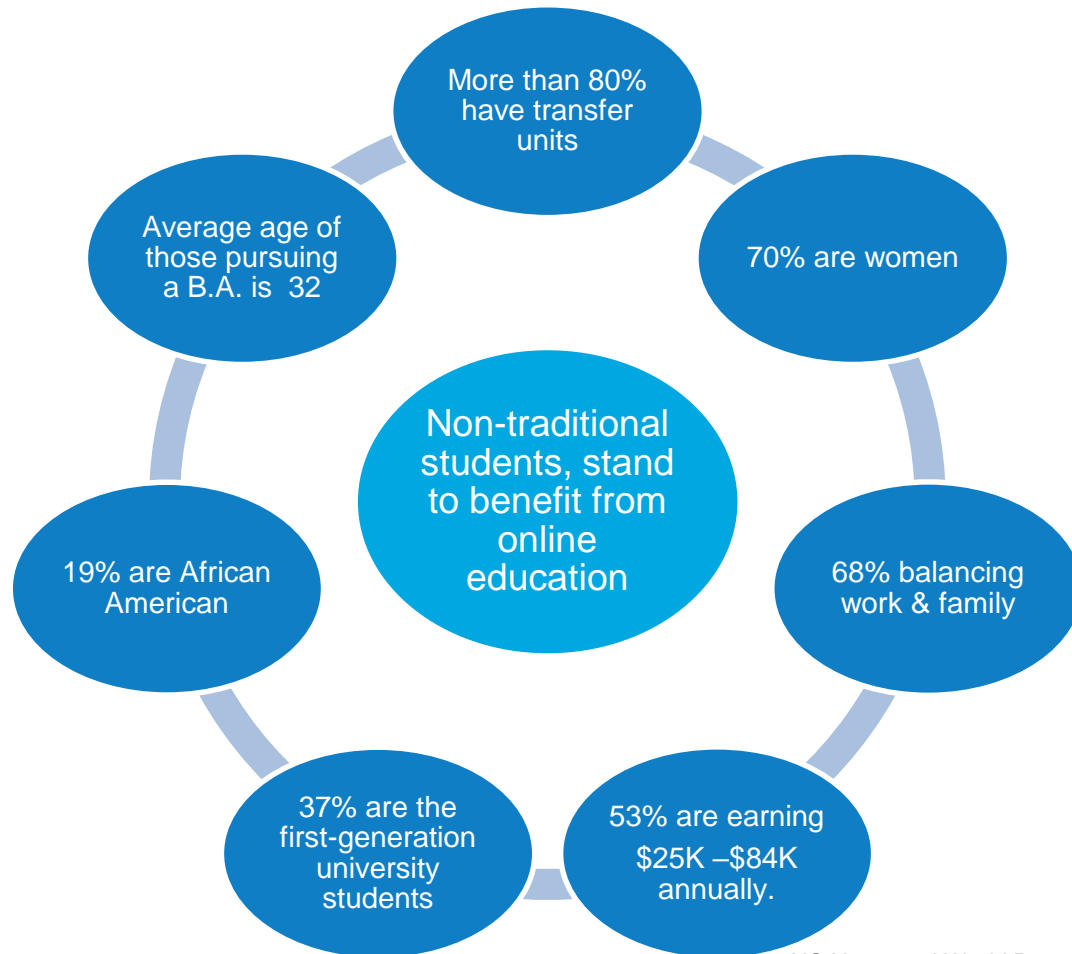 More than 80%
have transfer
units
70% are women
68% balancing
work & family
53% are earning
$25K –$84K
annually.
37% are the
first-generation
university
students
19% are African
American
Average age of
those pursuing
a B.A. is 32
Non-traditional
students, stand
to benefit from
online
education